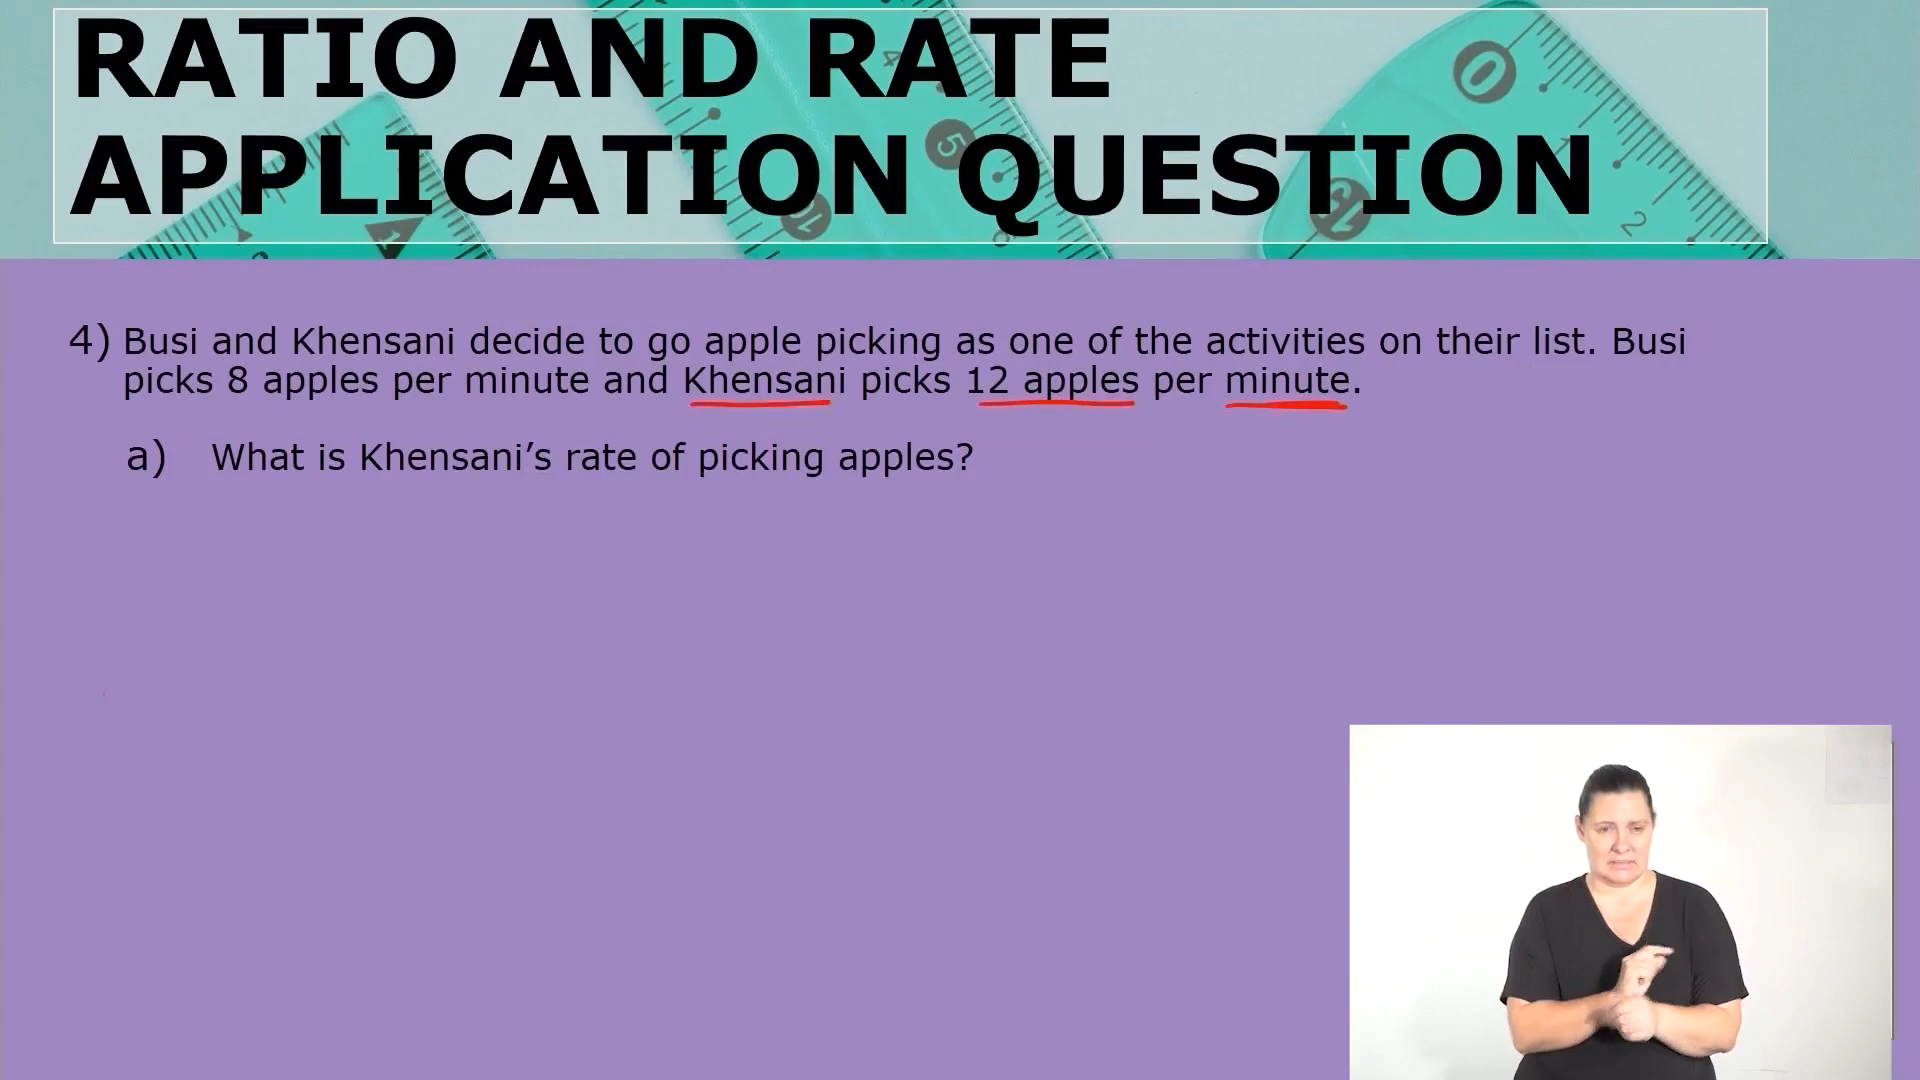 RATIO AND RATE
APPLICATION QUESTION
4) Busi and Khensani decide to go apple picking as one of the activities on their list. Busi
picks 8 apples per minute and Khensani picks 12 apples per minute.
a) What is Khensani’s rate of picking apples?